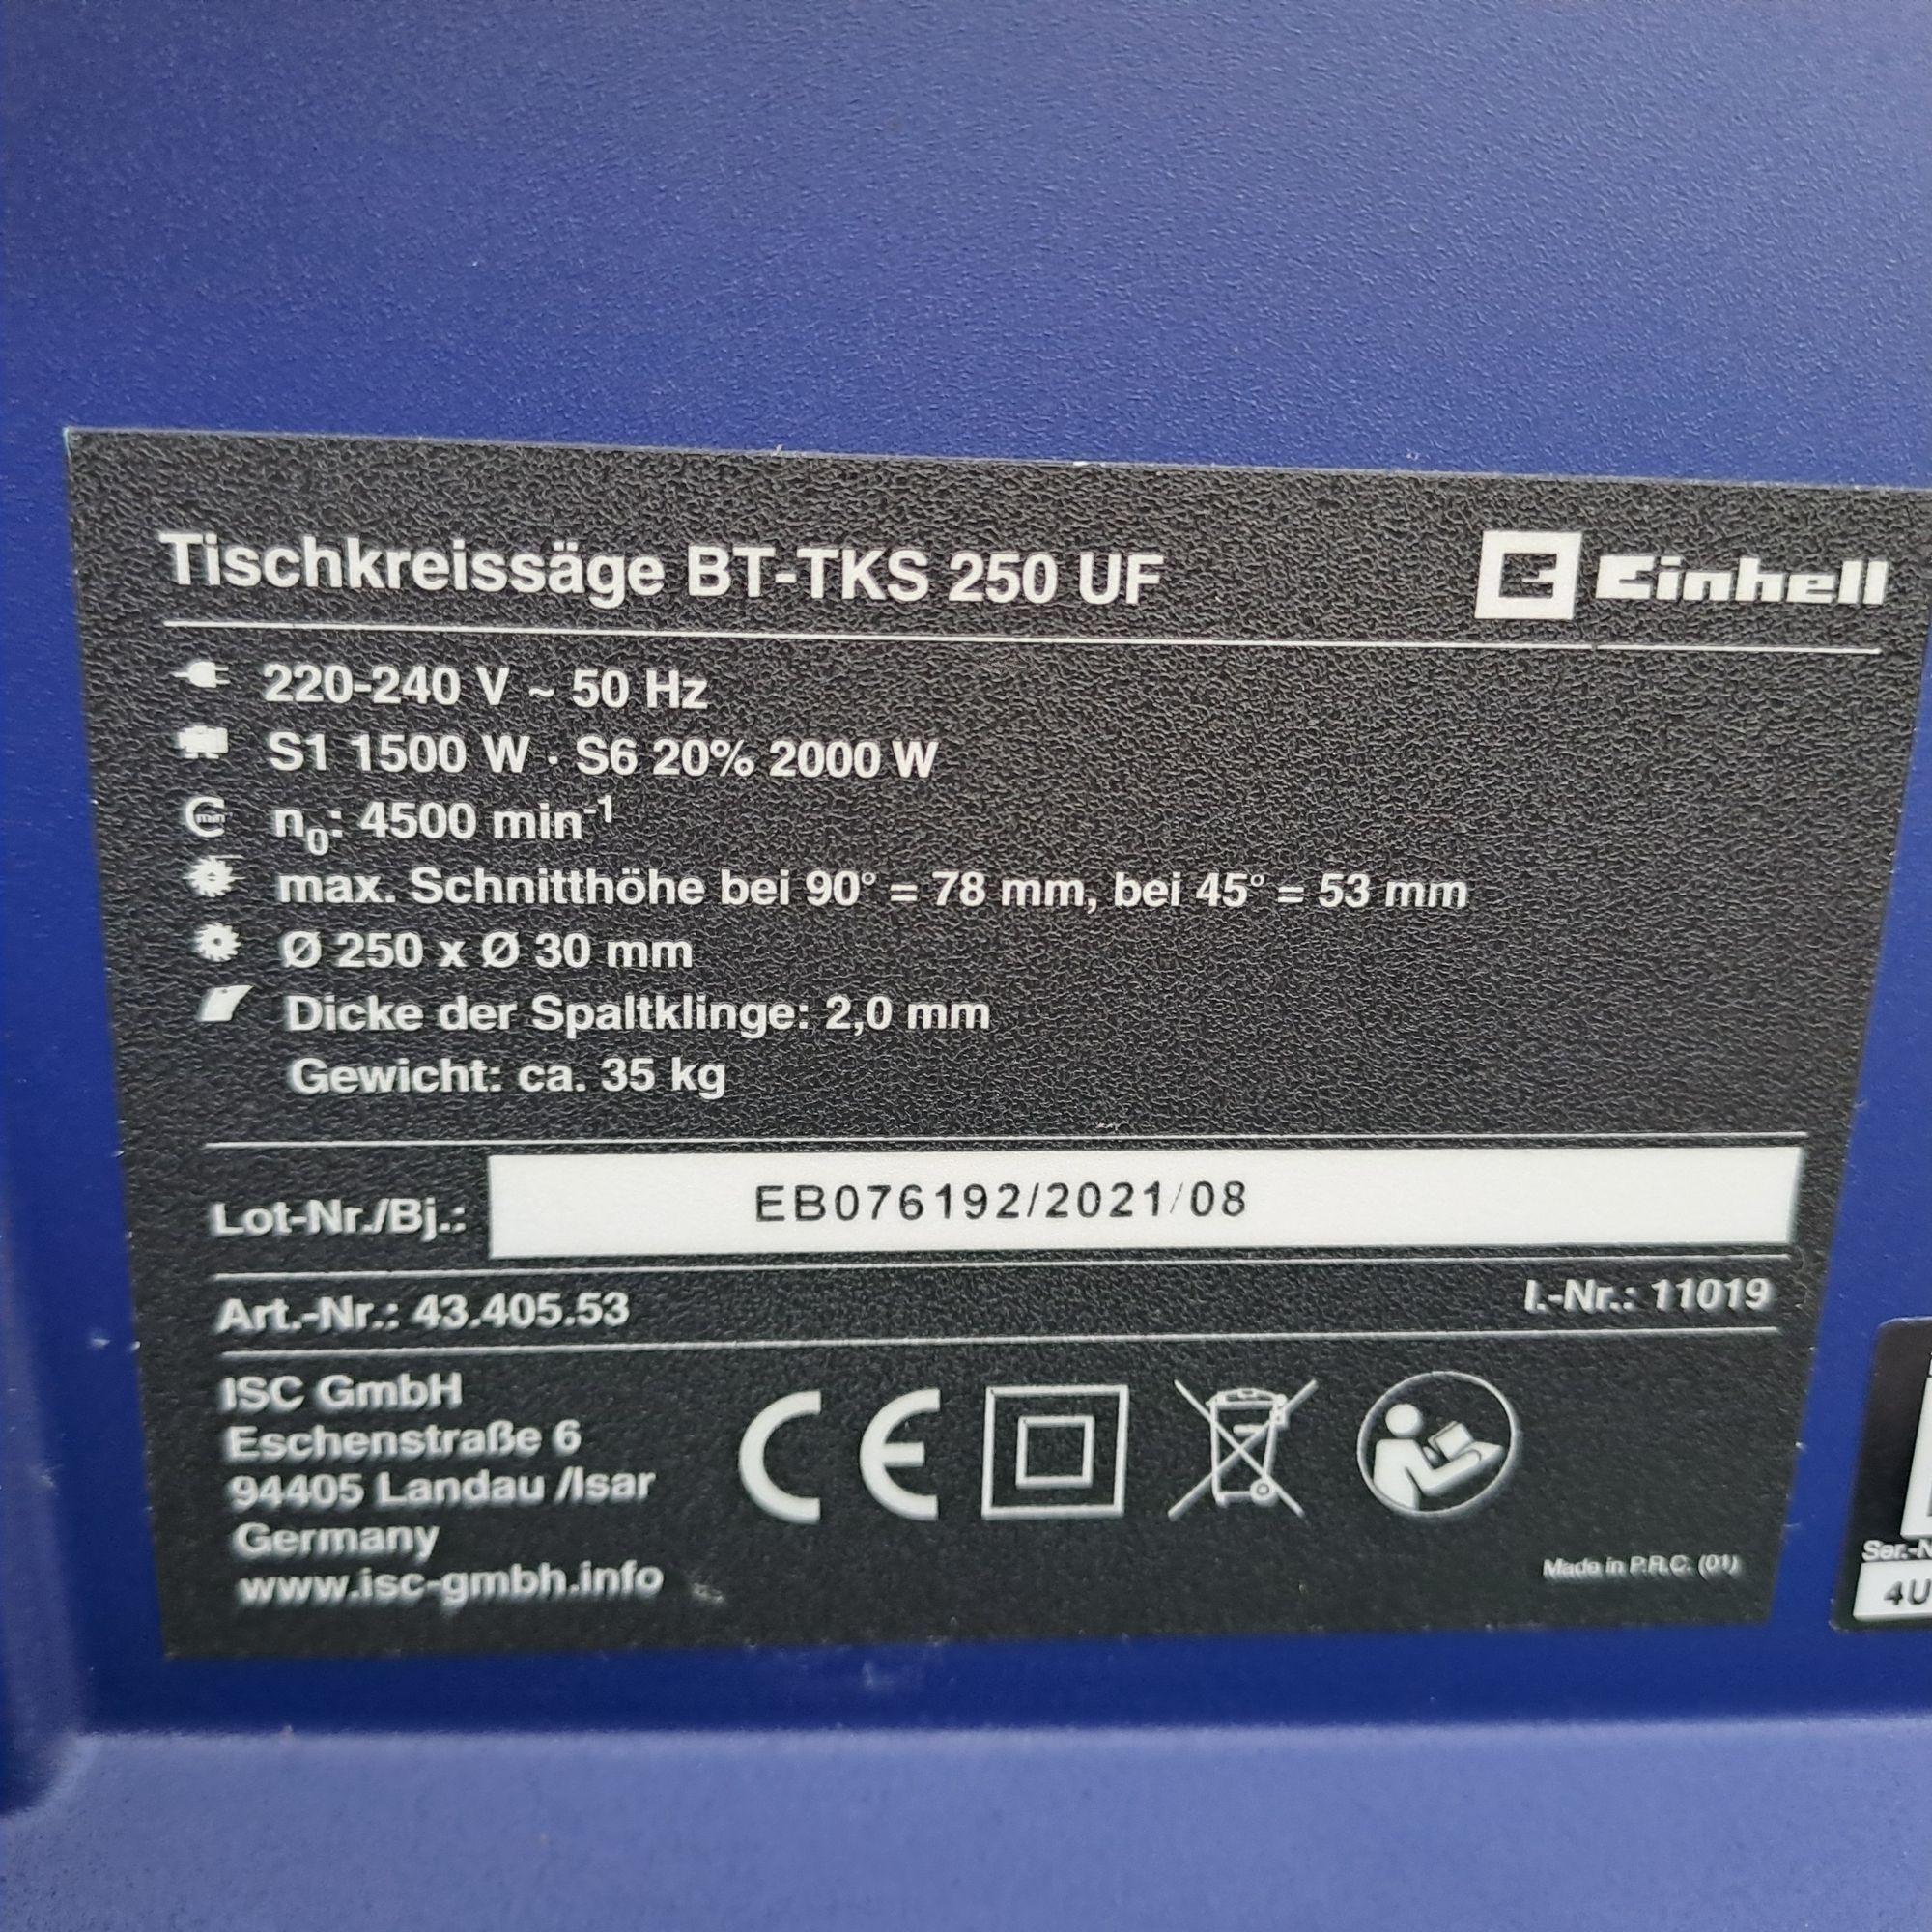 Tischkreissäge BT-TKS 250 UF
Einhell
220-240 V ~ 50 Hz
S1 1500 W · S6 20% 2000 W
min n₀: 4500 min⁻¹
max. Schnitthöhe bei 90° = 78 mm, bei 45° = 53 mm
Ø 250 x Ø 30 mm
Dicke der Spaltklinge: 2,0 mm
Gewicht: ca. 35 kg
Lot-Nr./Bj.: EB076192/2021/08
Art.-Nr.: 43.405.53
I.-Nr.: 11019
ISC GmbH
Eschenstraße 6
94405 Landau /Isar
Germany
www.isc-gmbh.info
CE
Made in P.R.C. (01)
Ser.-N
4U